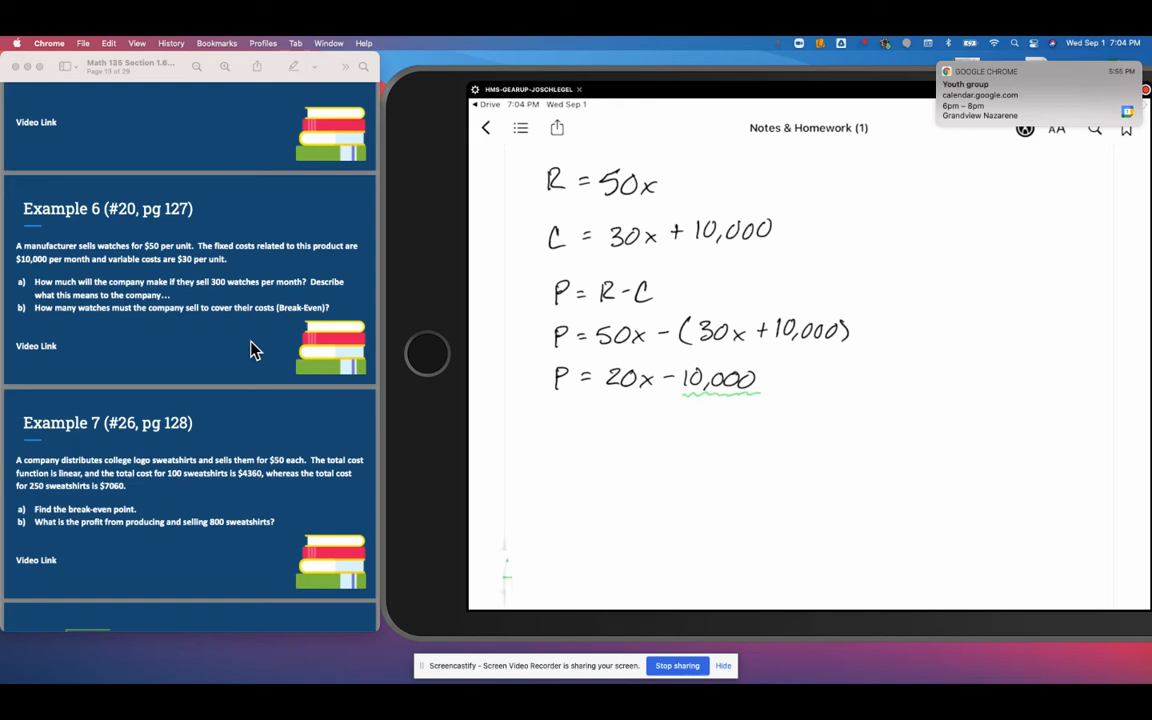 Chrome File Edit View History Bookmarks Profiles Tab Window Help
Wed Sep 1 7:04 PM
Math 135 Section 1.6...
Page 13 of 29
Video Link
Example 6 (#20, pg 127)
A manufacturer sells watches for $50 per unit. The fixed costs related to this product are
$10,000 per month and variable costs are $30 per unit.
a) How much will the company make if they sell 300 watches per month? Describe
what this means to the company...
b) How many watches must the company sell to cover their costs (Break-Even)?
Video Link
Example 7 (#26, pg 128)
A company distributes college logo sweatshirts and sells them for $50 each. The total cost
function is linear, and the total cost for 100 sweatshirts is $4360, whereas the total cost
for 250 sweatshirts is $7060.
a) Find the break-even point.
b) What is the profit from producing and selling 800 sweatshirts?
Video Link
HMS-GEARUP-JOSCHLEGEL
Drive 7:04 PM Wed Sep 1
Notes & Homework (1)
AA
GOOGLE CHROME 5:55 PM
Youth group
calendar.google.com
6pm – 8pm
Grandview Nazarene
R = 50x
C = 30x + 10,000
P = R - C
P = 50x - (30x + 10,000)
P = 20x - 10,000
Screencastify - Screen Video Recorder is sharing your screen.
Stop sharing
Hide